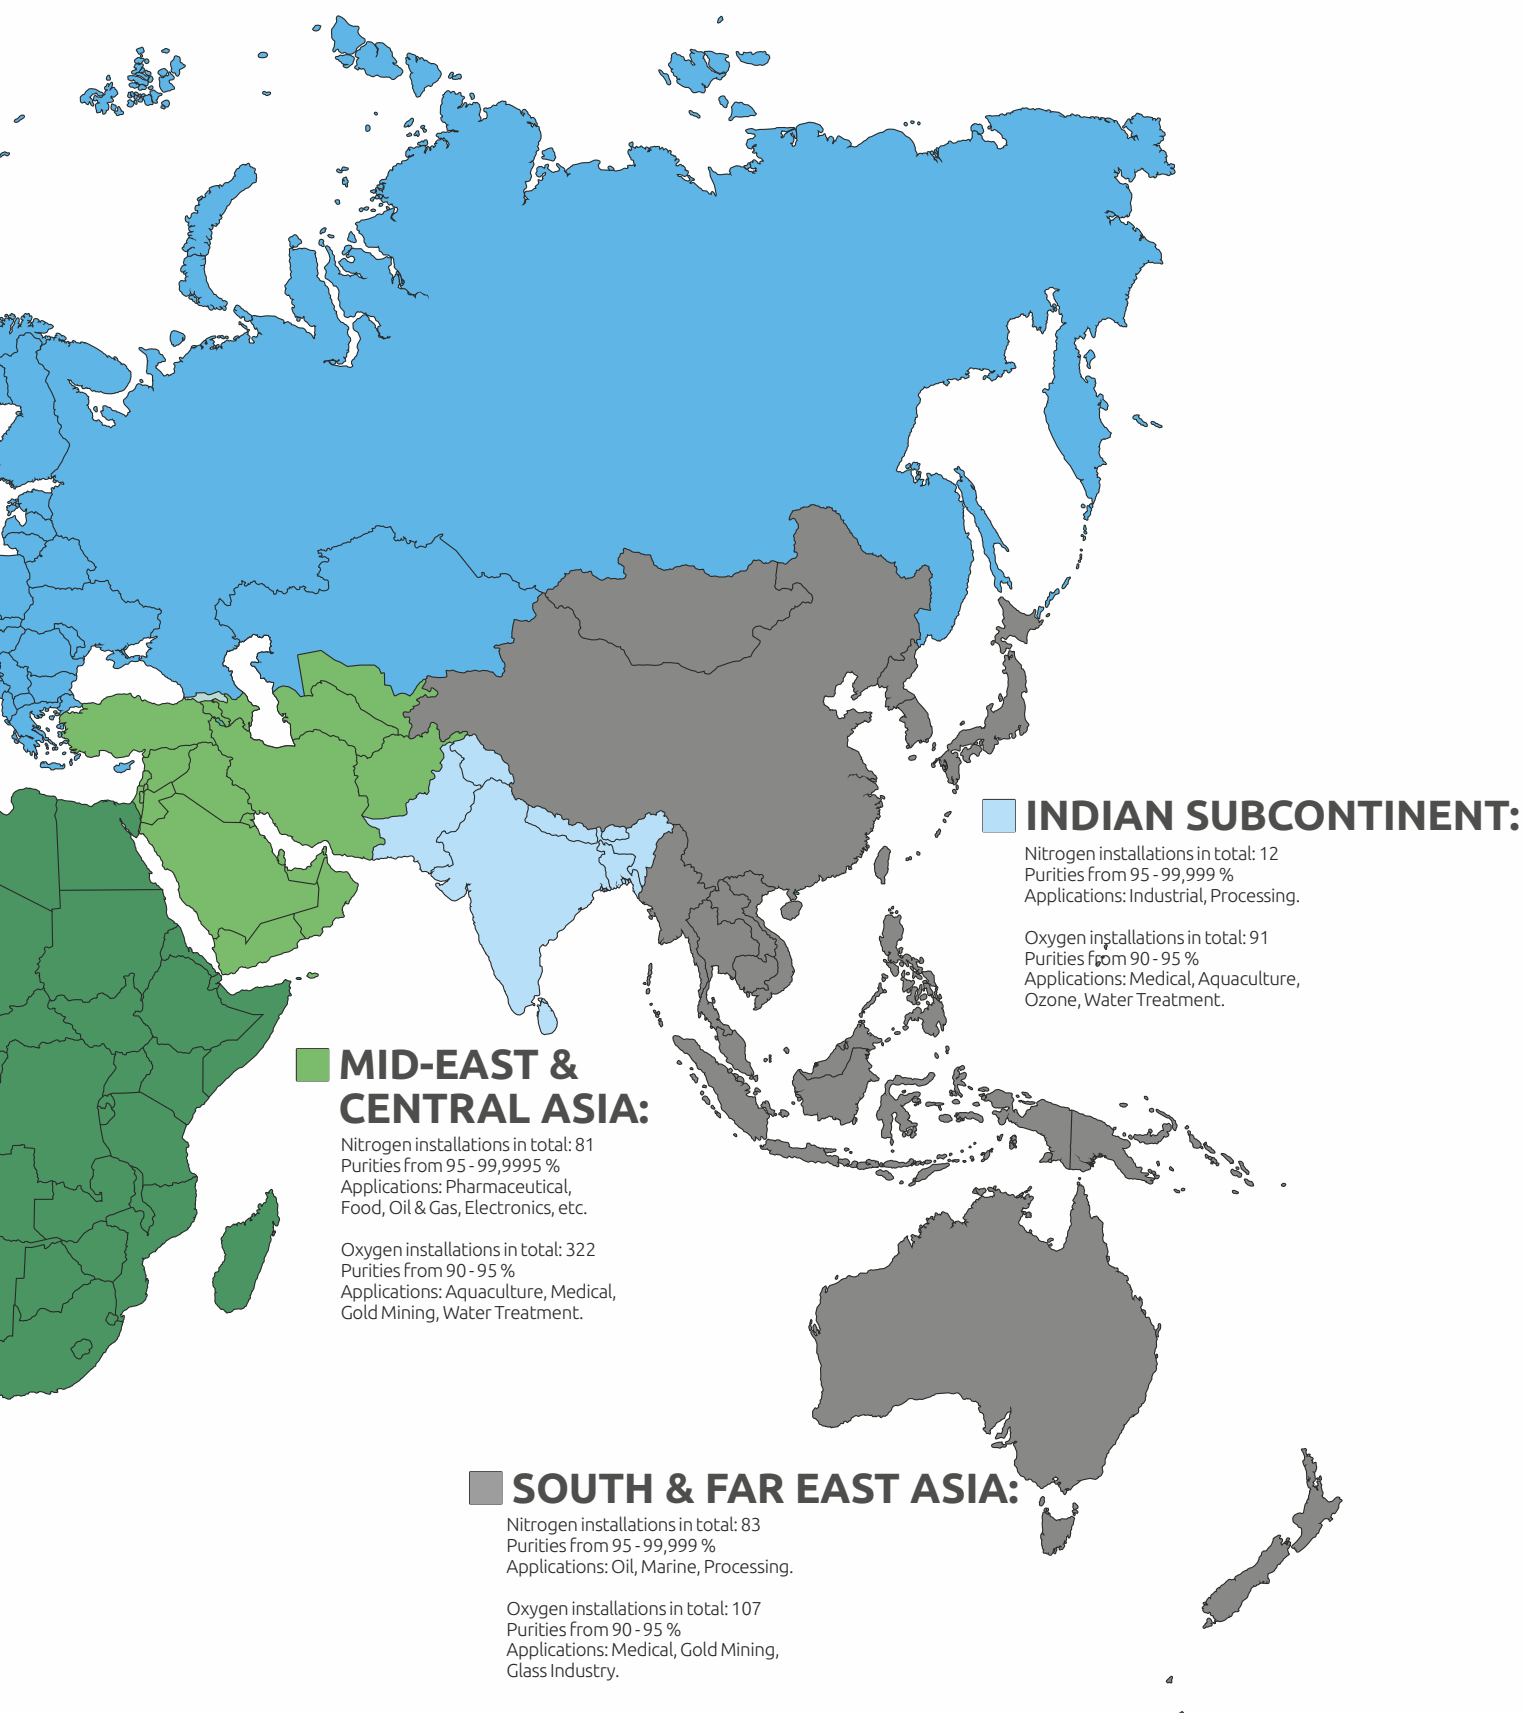 INDIAN SUBCONTINENT:
Nitrogen installations in total: 12
Purities from 95 - 99,999 %
Applications: Industrial, Processing.
Oxygen installations in total: 91
Purities from 90 - 95 %
Applications: Medical, Aquaculture,
Ozone, Water Treatment.
MID-EAST &
CENTRAL ASIA:
Nitrogen installations in total: 81
Purities from 95 - 99,9995 %
Applications: Pharmaceutical,
Food, Oil & Gas, Electronics, etc.
Oxygen installations in total: 322
Purities from 90 - 95 %
Applications: Aquaculture, Medical,
Gold Mining, Water Treatment.
SOUTH & FAR EAST ASIA:
Nitrogen installations in total: 83
Purities from 95 - 99,999 %
Applications: Oil, Marine, Processing.
Oxygen installations in total: 107
Purities from 90 - 95 %
Applications: Medical, Gold Mining,
Glass Industry.